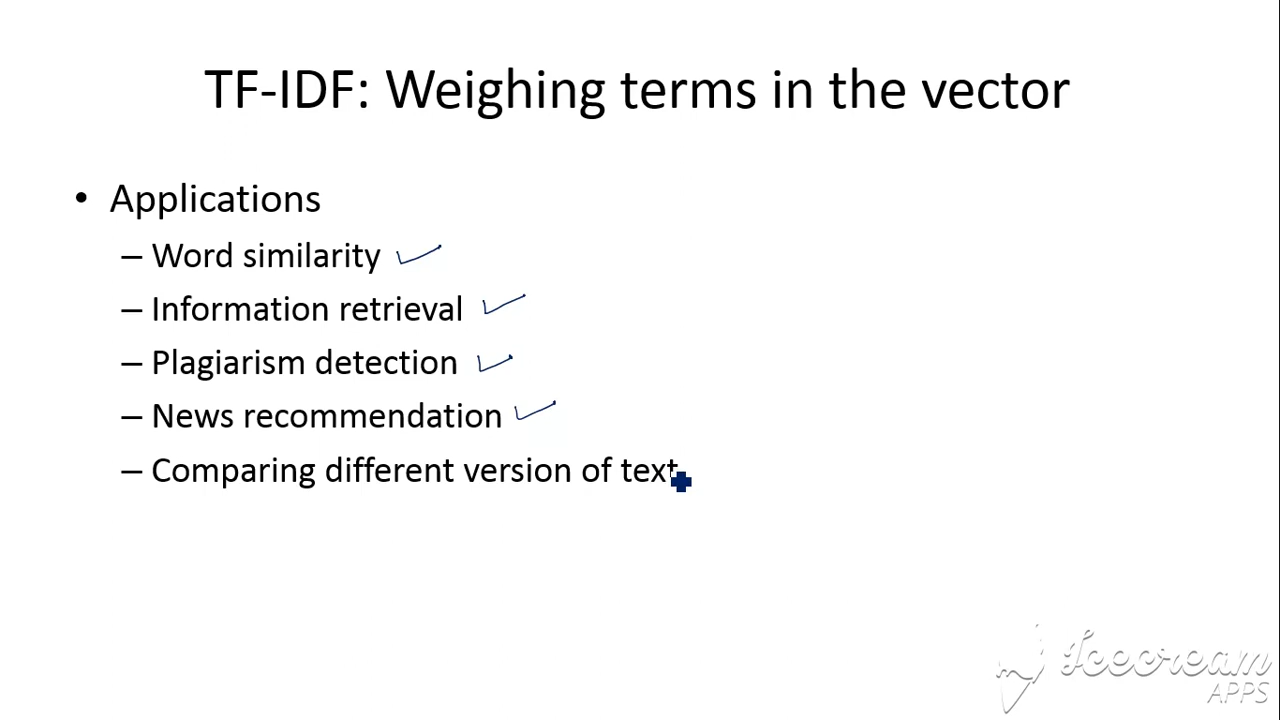 TF-IDF: Weighing terms in the vector
• Applications
– Word similarity
– Information retrieval
– Plagiarism detection
– News recommendation
– Comparing different version of text
Icecream
APPS